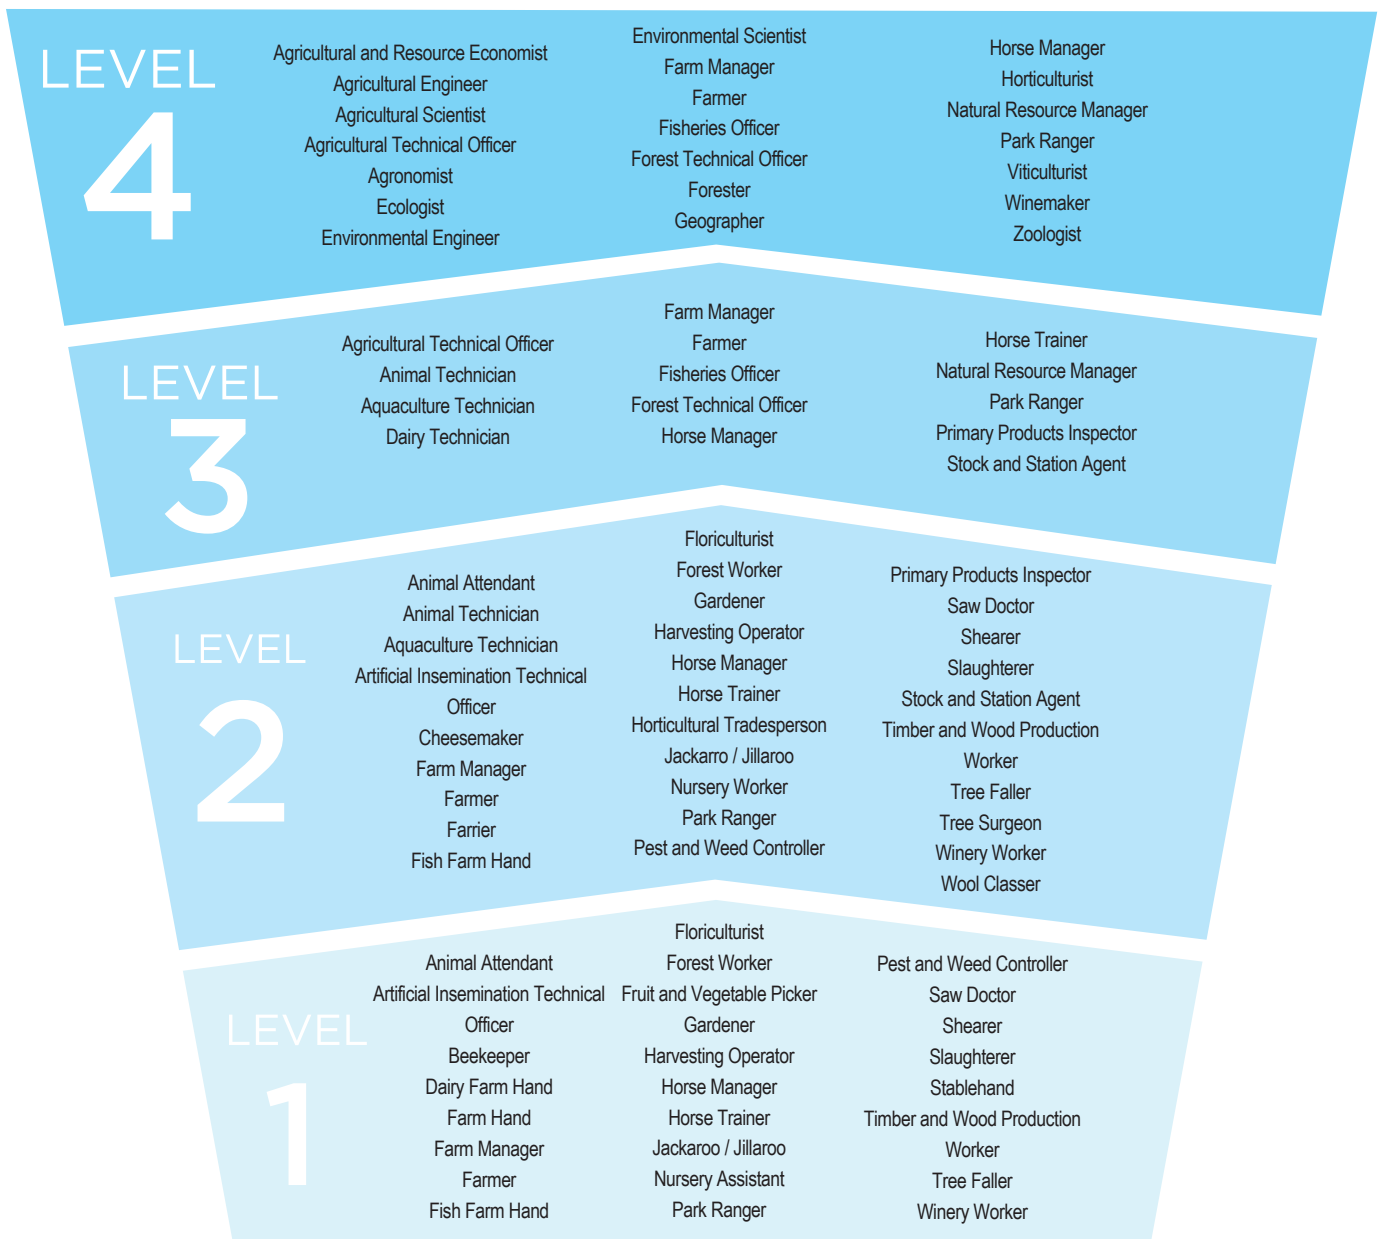 LEVEL
4
Agricultural and Resource Economist
Agricultural Engineer
Agricultural Scientist
Agricultural Technical Officer
Agronomist
Ecologist
Environmental Engineer
Environmental Scientist
Farm Manager
Farmer
Fisheries Officer
Forest Technical Officer
Forester
Geographer
Horse Manager
Horticulturist
Natural Resource Manager
Park Ranger
Viticulturist
Winemaker
Zoologist
LEVEL
3
Agricultural Technical Officer
Animal Technician
Aquaculture Technician
Dairy Technician
Farm Manager
Farmer
Fisheries Officer
Forest Technical Officer
Horse Manager
Horse Trainer
Natural Resource Manager
Park Ranger
Primary Products Inspector
Stock and Station Agent
LEVEL
2
Animal Attendant
Animal Technician
Aquaculture Technician
Artificial Insemination Technical
Officer
Cheesemaker
Farm Manager
Farmer
Farrier
Fish Farm Hand
Floriculturist
Forest Worker
Gardener
Harvesting Operator
Horse Manager
Horse Trainer
Horticultural Tradesperson
Jackarro / Jillaroo
Nursery Worker
Park Ranger
Pest and Weed Controller
Primary Products Inspector
Saw Doctor
Shearer
Slaughterer
Stock and Station Agent
Timber and Wood Production
Worker
Tree Faller
Tree Surgeon
Winery Worker
Wool Classer
LEVEL
1
Animal Attendant
Artificial Insemination Technical
Officer
Beekeeper
Dairy Farm Hand
Farm Hand
Farm Manager
Farmer
Fish Farm Hand
Floriculturist
Forest Worker
Fruit and Vegetable Picker
Gardener
Harvesting Operator
Horse Manager
Horse Trainer
Jackaroo / Jillaroo
Nursery Assistant
Park Ranger
Pest and Weed Controller
Saw Doctor
Shearer
Slaughterer
Stablehand
Timber and Wood Production
Worker
Tree Faller
Winery Worker